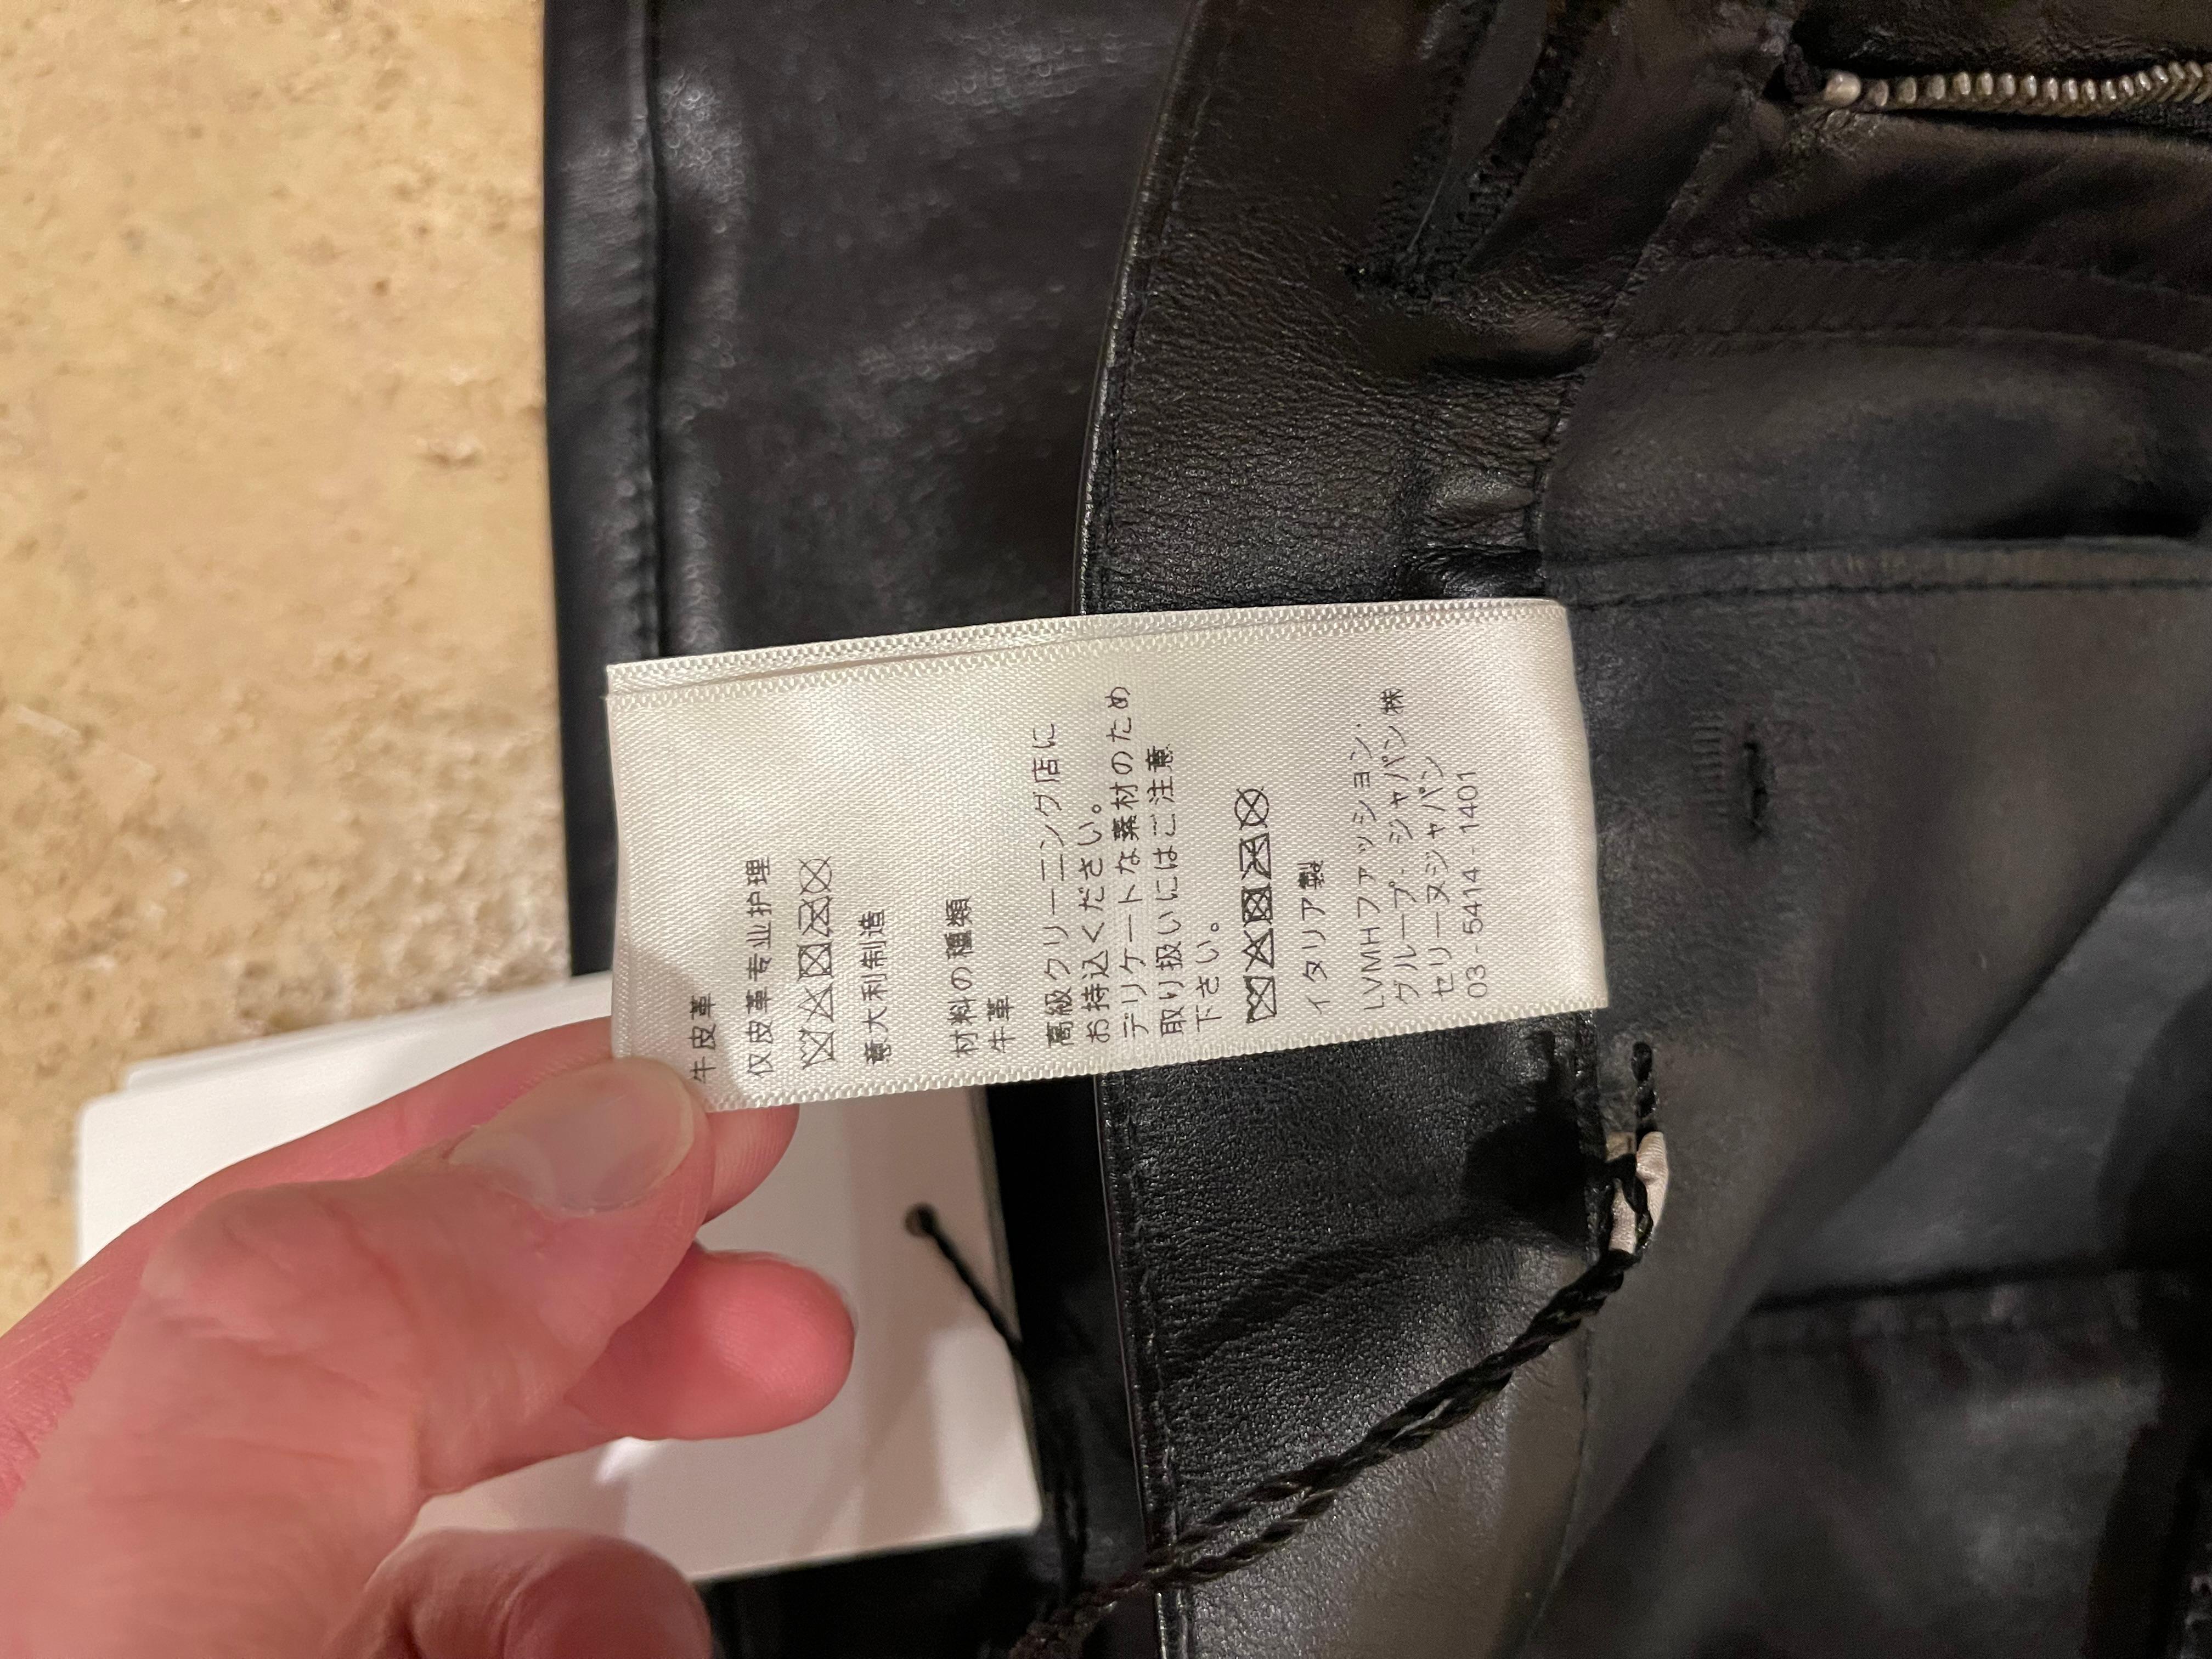 牛皮革
仅皮革专业护理
意大利制造
材料の種類
牛革
高級クリーニング店に
お持込ください。
デリケートな素材のため
取り扱いにはご注意
下さい。
イタリア製
LVMHファッション.
グループ.ジャパン株
セリーヌジャパン
03-5414-1401